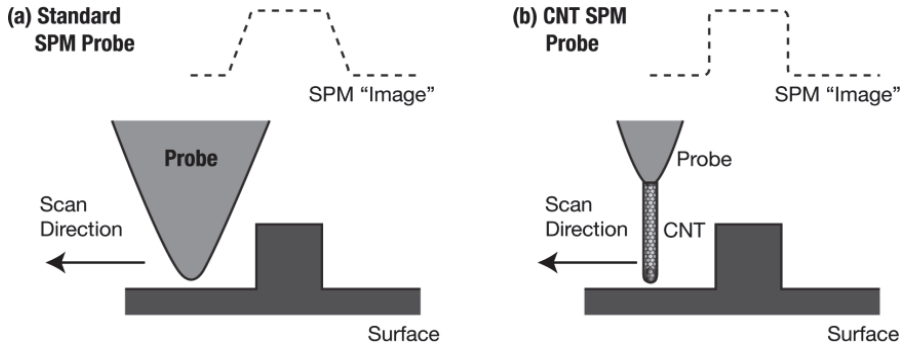 (a) Standard
SPM Probe
SPM “Image”
Probe
Scan
Direction
Surface
(b) CNT SPM
Probe
SPM “Image”
Probe
Scan
Direction
CNT
Surface